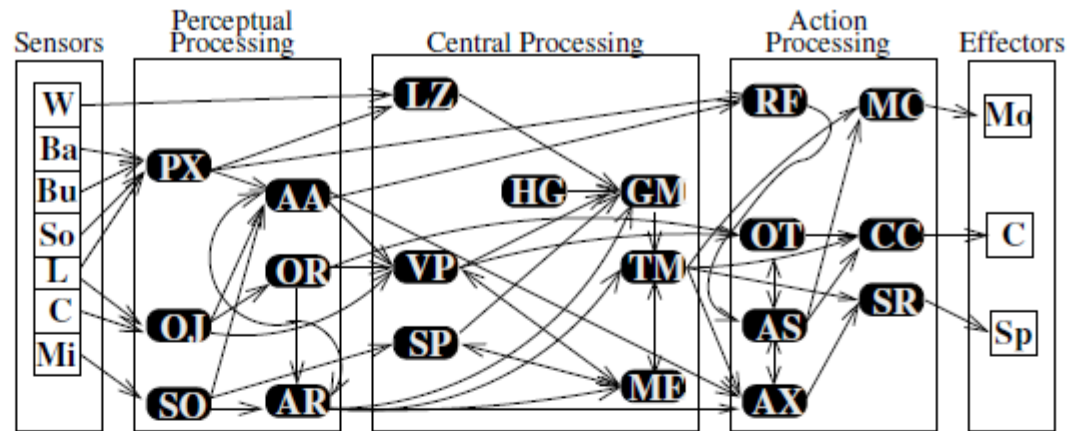 Sensors
Perceptual
Processing
Central Processing
Action
Processing
Effectors
W
Ba
Bu
So
L
C
Mi
PX
OJ
SO
AA
OR
AR
LZ
HG
GM
VP
TM
SP
MF
RF
OT
AS
AX
MC
CC
SR
Mo
C
Sp